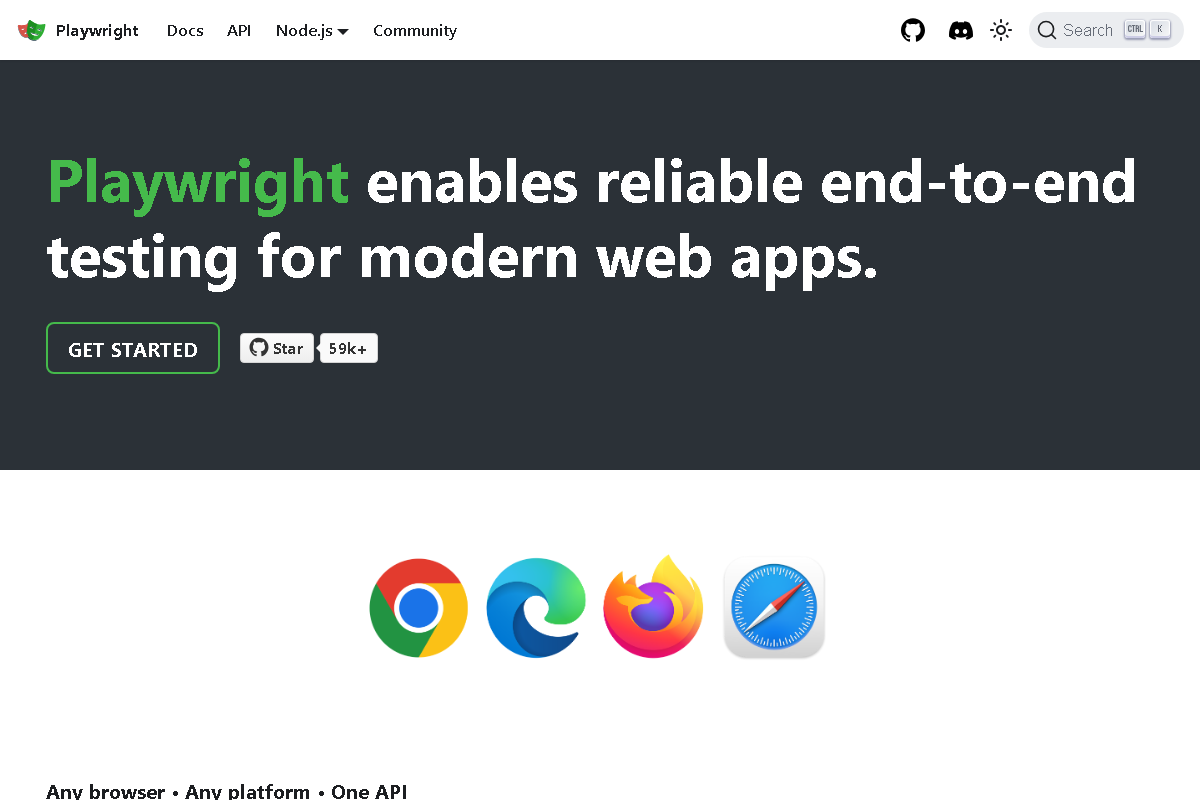 Playwright Docs API Node.js Community Search CTRL K
Playwright enables reliable end-to-end
testing for modern web apps.
GET STARTED Star 59k+
Any browser • Any platform • One API